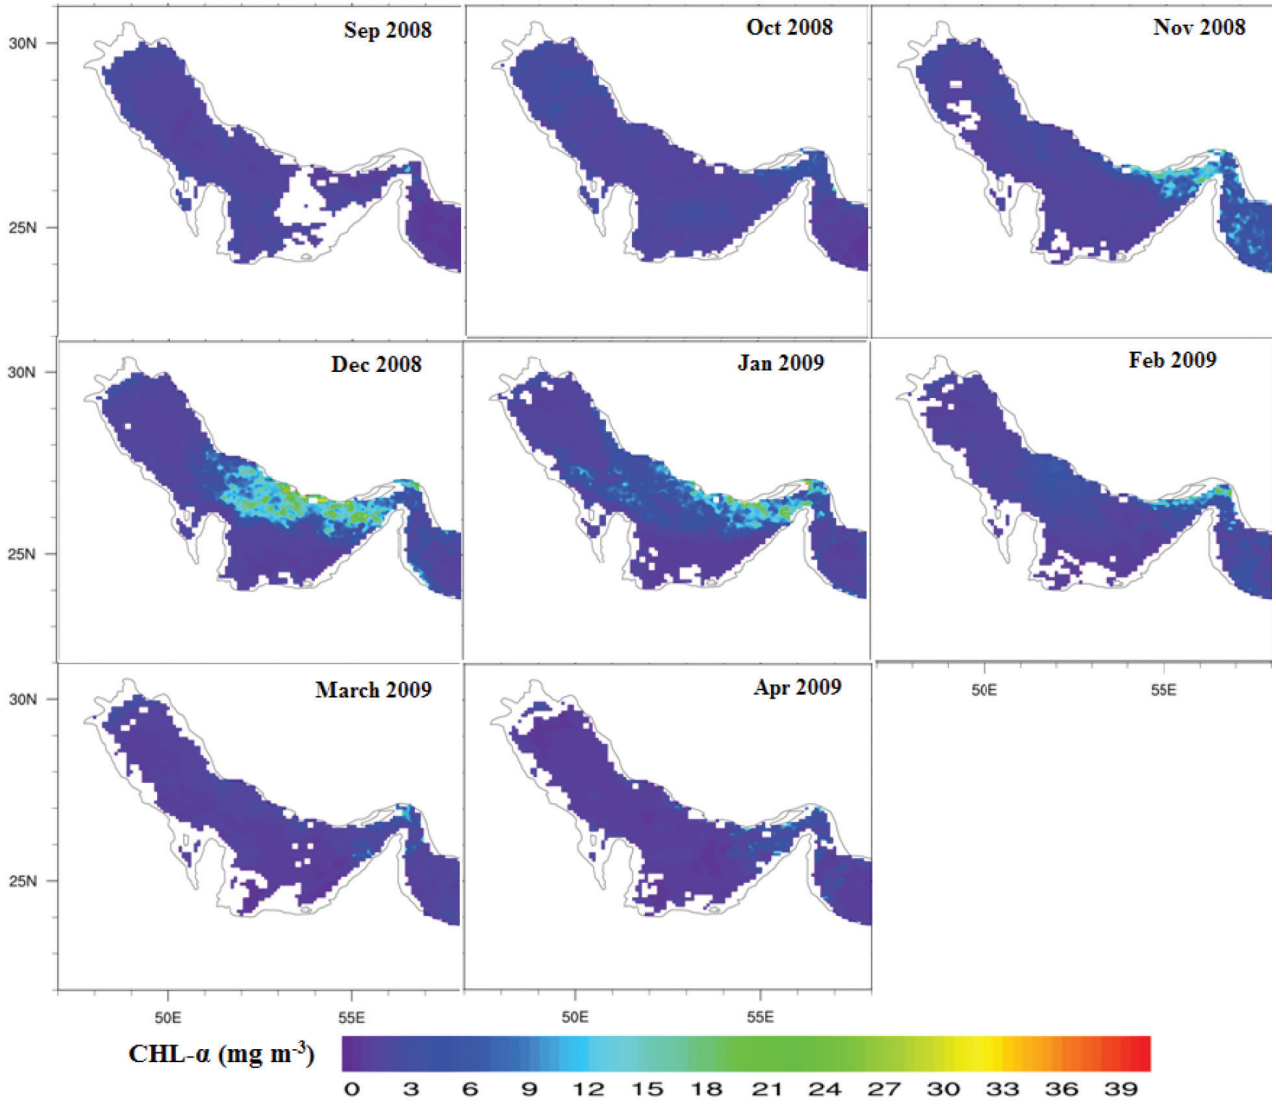 Sep 2008
Oct 2008
Nov 2008
30N
25N
Dec 2008
Jan 2009
Feb 2009
30N
25N
50E 55E
March 2009
Apr 2009
30N
25N
50E 55E 50E 55E
CHL-α (mg m-3)
0 3 6 9 12 15 18 21 24 27 30 33 36 39